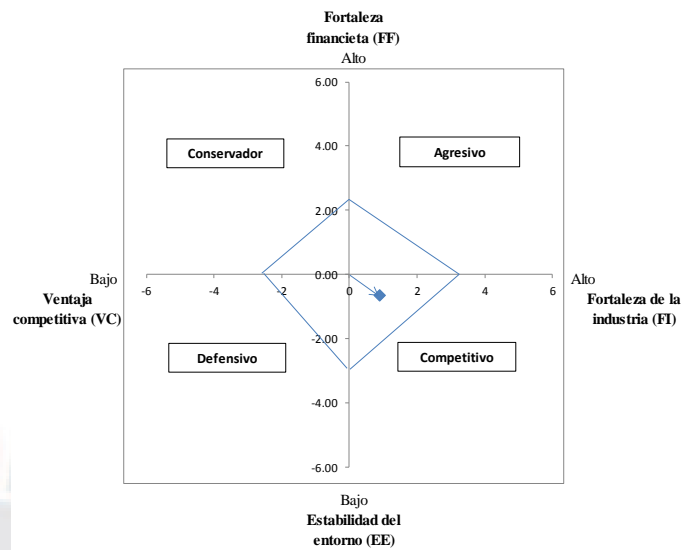 Fortaleza
financieta (FF)
Alto
6.00
Conservador
Agresivo
4.00
2.00
Bajo
Ventaja
competitiva (VC)
0.00
-6
-4
-2
0
2
4
6
Alto
Fortaleza de la
industria (FI)
-2.00
Defensivo
Competitivo
-4.00
-6.00
Bajo
Estabilidad del
entorno (EE)